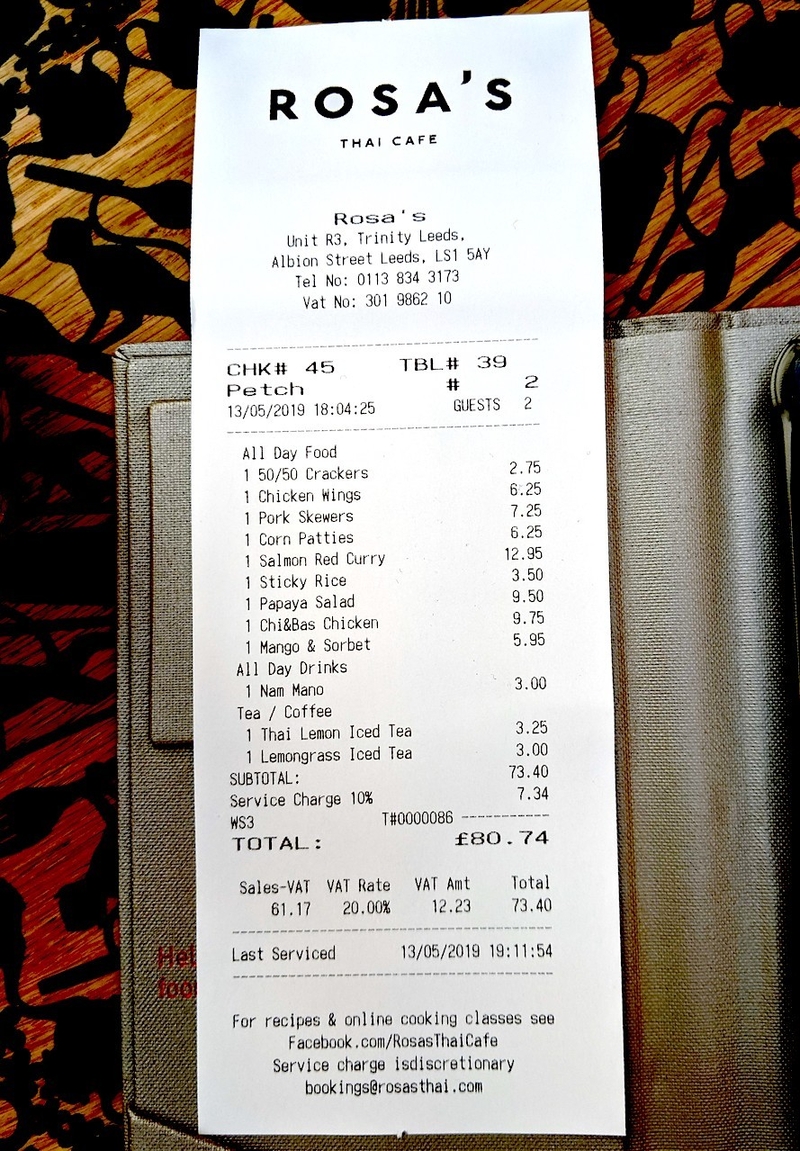 ROSA'S
THAI CAFE
Rosa's
Unit R3, Trinity Leeds,
Albion Street Leeds, LS1 5AY
Tel No: 0113 834 3173
Vat No: 301 9862 10
CHK# 45 TBL# 39
Petch # 2
13/05/2019 18:04:25 GUESTS 2
All Day Food
1 50/50 Crackers 2.75
1 Chicken Wings 6.25
1 Pork Skewers 7.25
1 Corn Patties 6.25
1 Salmon Red Curry 12.95
1 Sticky Rice 3.50
1 Papaya Salad 9.50
1 Chi&Bas Chicken 9.75
1 Mango & Sorbet 5.95
All Day Drinks
1 Nam Mano 3.00
Tea / Coffee
1 Thai Lemon Iced Tea 3.25
1 Lemongrass Iced Tea 3.00
SUBTOTAL: 73.40
Service Charge 10% 7.34
WS3 T#0000086
TOTAL: £80.74
Sales-VAT VAT Rate VAT Amt Total
61.17 20.00% 12.23 73.40
Last Serviced 13/05/2019 19:11:54
For recipes & online cooking classes see
Facebook.com/RosasThaiCafe
Service charge isdiscretionary
bookings@rosasthai.com